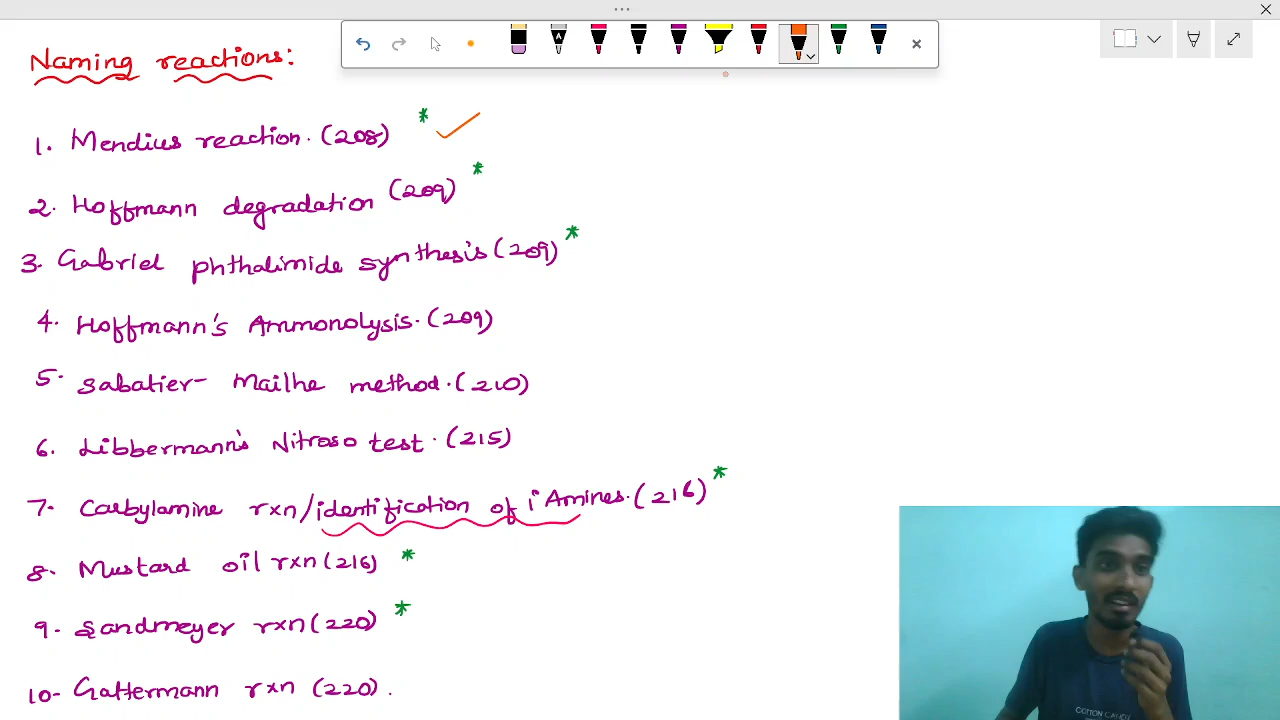 Naming reactions:
1. Mendius reaction. (208) *
2. Hoffmann degradation (209) *
3. Gabriel phthalimide synthesis (209) *
4. Hoffmann's Ammonolysis. (209)
5. Sabatier- Mailhe method. (210)
6. Libbermann's Nitroso test. (215)
7. Carbylamine rxn/identification of i Amines. (216) *
8. Mustard oil rxn (216) *
9. Sandmeyer rxn (220) *
10- Gattermann rxn (220).
COTTON